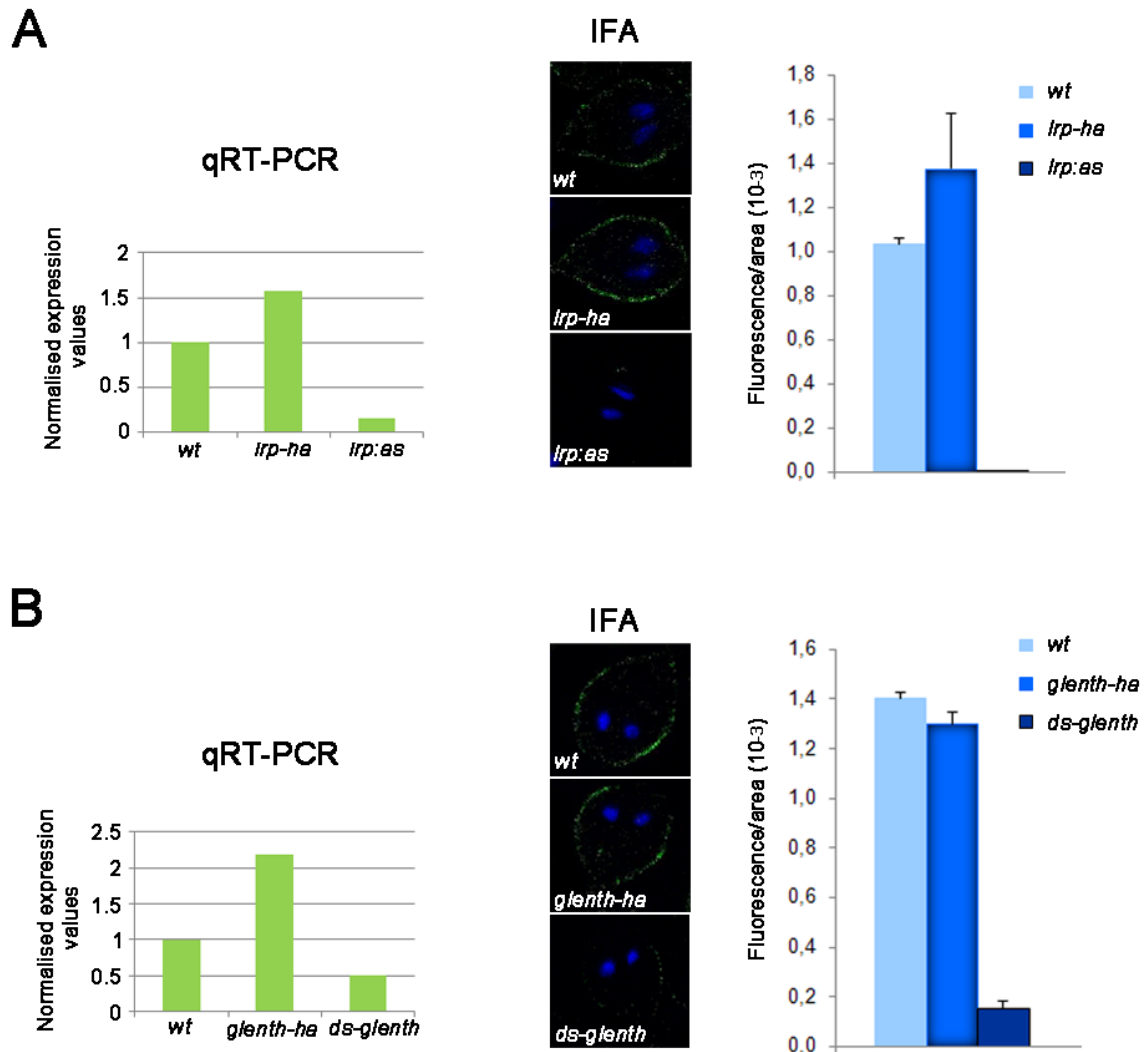 A
IFA
qRT-PCR
Normalised expression
values
2
1.5
1
0.5
0
wt
lrp-ha
lrp:as
wt
lrp-ha
lrp:as
Fluorescence/area (10-3)
1,8
1,6
1,4
1,2
1,0
0,8
0,6
0,4
0,2
0,0
wt
lrp-ha
lrp:as
B
IFA
qRT-PCR
Normalised expression
values
2.5
2
1.5
1
0.5
0
wt
glenth-ha
ds-glenth
wt
glenth-ha
ds-glenth
Fluorescence/area (10-3)
1,6
1,4
1,2
1,0
0,8
0,6
0,4
0,2
0,0
wt
glenth-ha
ds-glenth